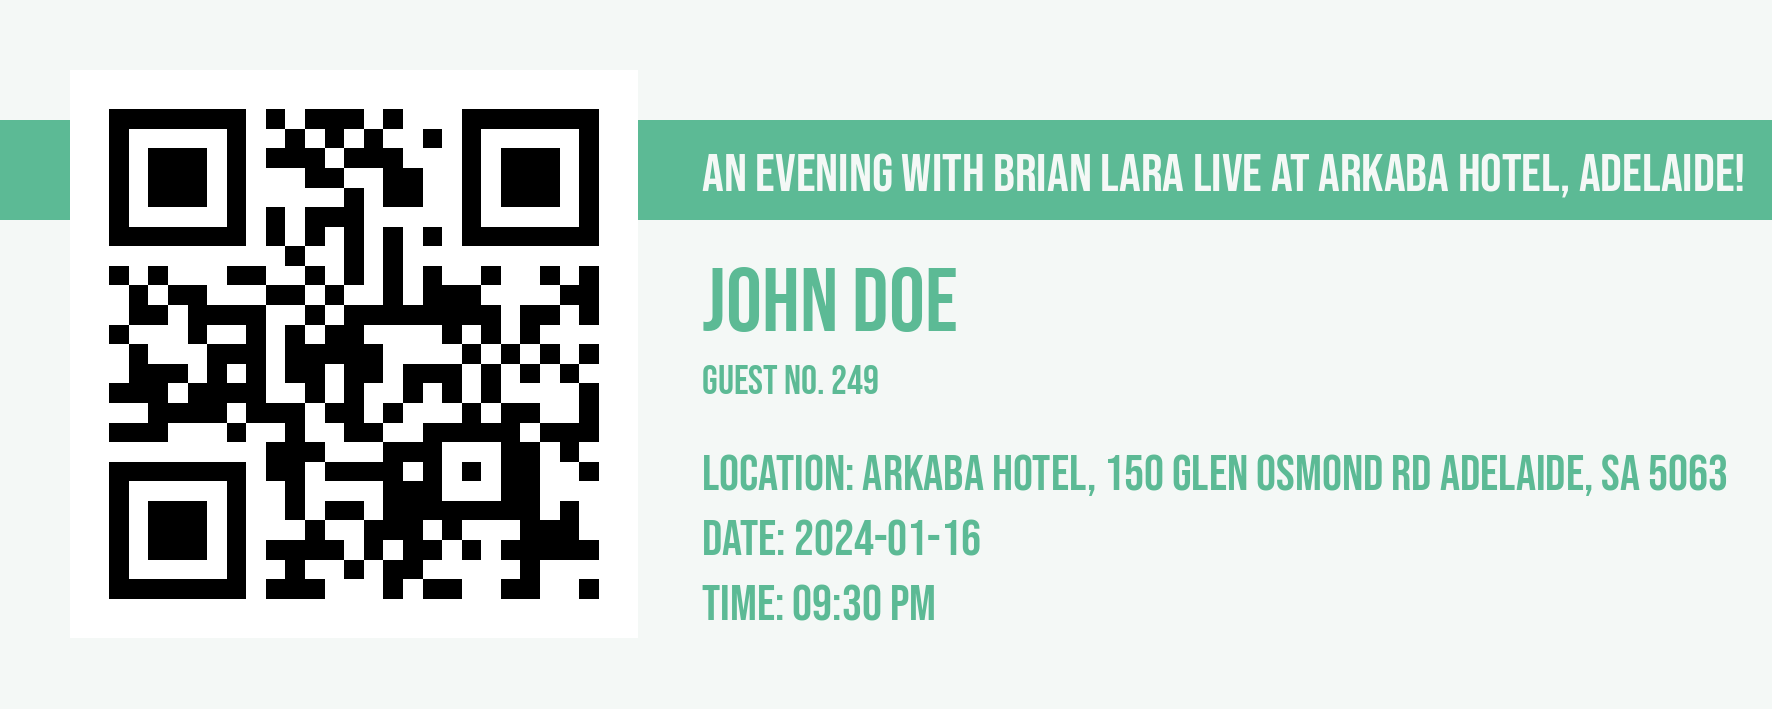 AN EVENING WITH BRIAN LARA LIVE AT ARKABA HOTEL, ADELAIDE!
JOHN DOE
GUEST NO. 249
LOCATION: ARKABA HOTEL, 150 GLEN OSMOND RD ADELAIDE, SA 5063
DATE: 2024-01-16
TIME: 09:30 PM